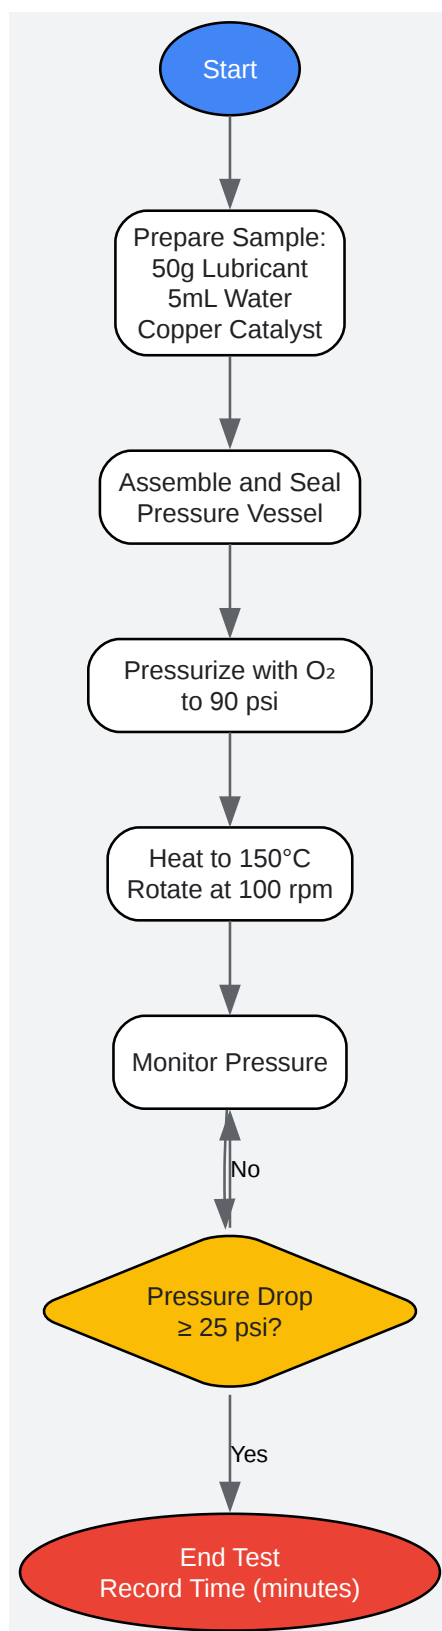 Start
Prepare Sample:
50g Lubricant
5mL Water
Copper Catalyst
Assemble and Seal
Pressure Vessel
Pressurize with O₂
to 90 psi
Heat to 150°C
Rotate at 100 rpm
Monitor Pressure
No
Pressure Drop
≥ 25 psi?
Yes
End Test
Record Time (minutes)